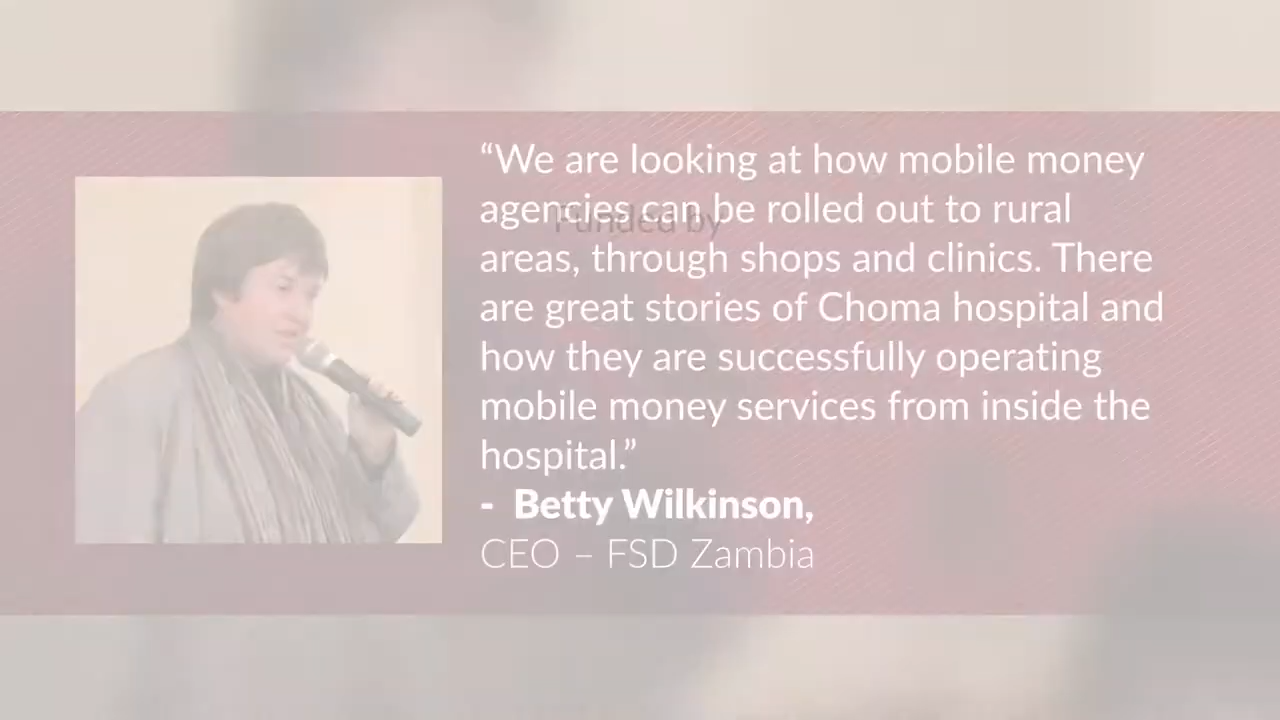 “We are looking at how mobile money
agencies can be rolled out to rural
Funded by
areas, through shops and clinics. There
are great stories of Choma hospital and
how they are successfully operating
mobile money services from inside the
hospital.”
- Betty Wilkinson,
CEO – FSD Zambia